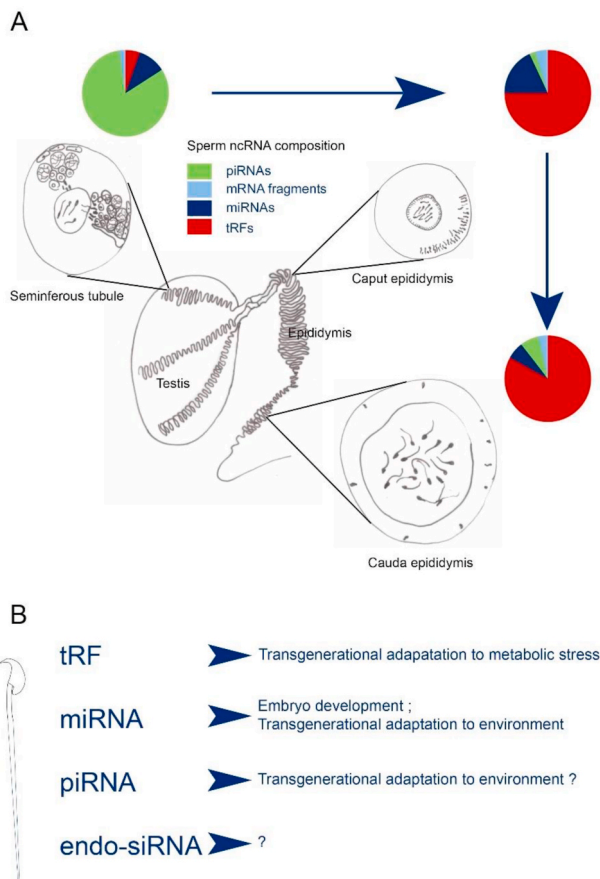 A
Sperm ncRNA composition
piRNAs
mRNA fragments
miRNAs
tRFs
Seminferous tubule
Caput epididymis
Epididymis
Testis
Cauda epididymis
B
tRF
Transgenerational adapatation to metabolic stress
miRNA
Embryo development ;
Transgenerational adaptation to environment
piRNA
Transgenerational adaptation to environment ?
endo-siRNA
?